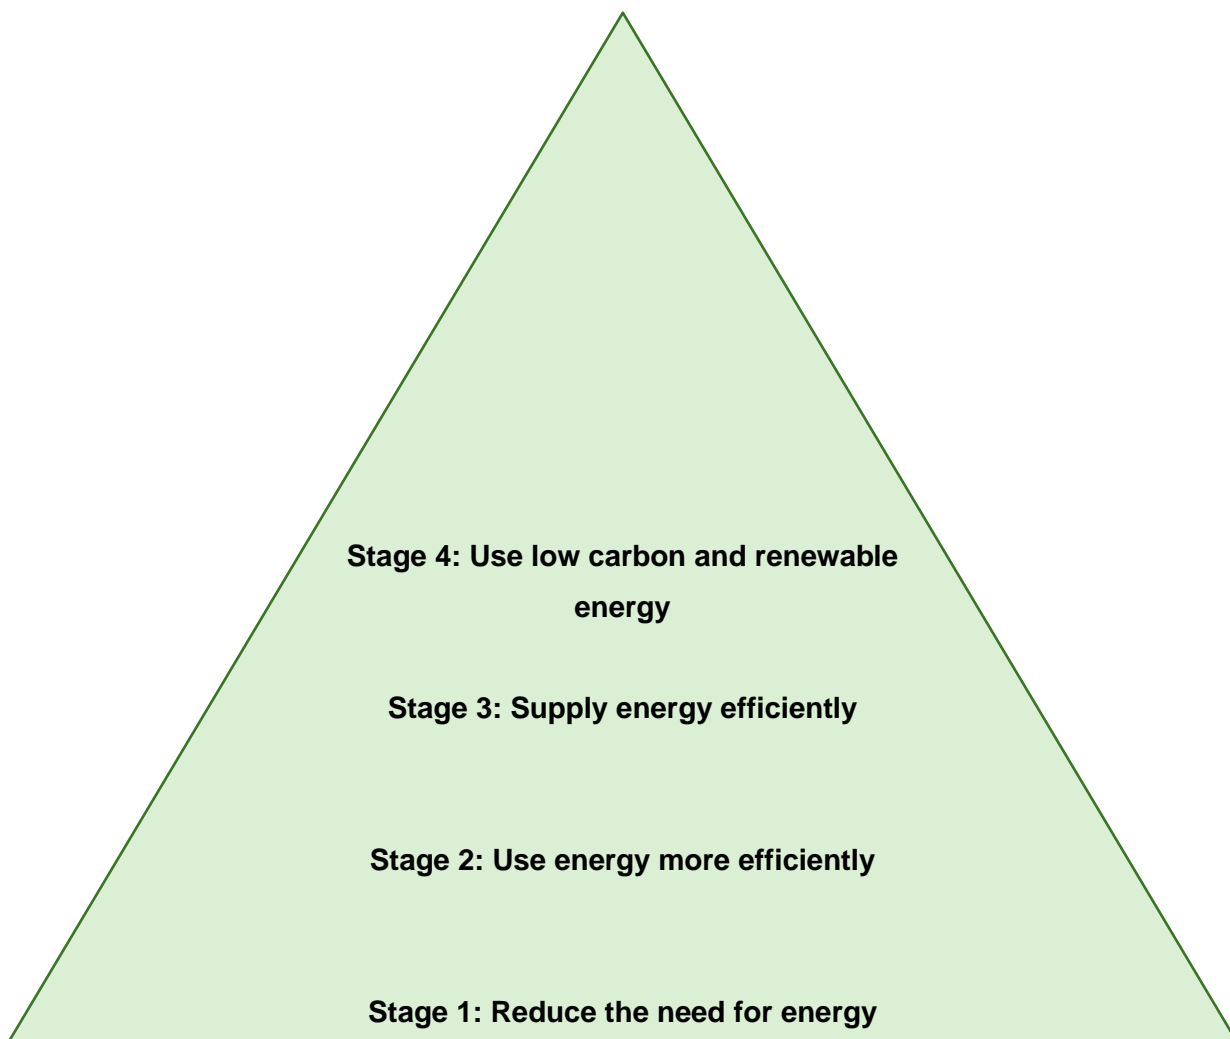 Stage 4: Use low carbon and renewable
energy
Stage 3: Supply energy efficiently
Stage 2: Use energy more efficiently
Stage 1: Reduce the need for energy